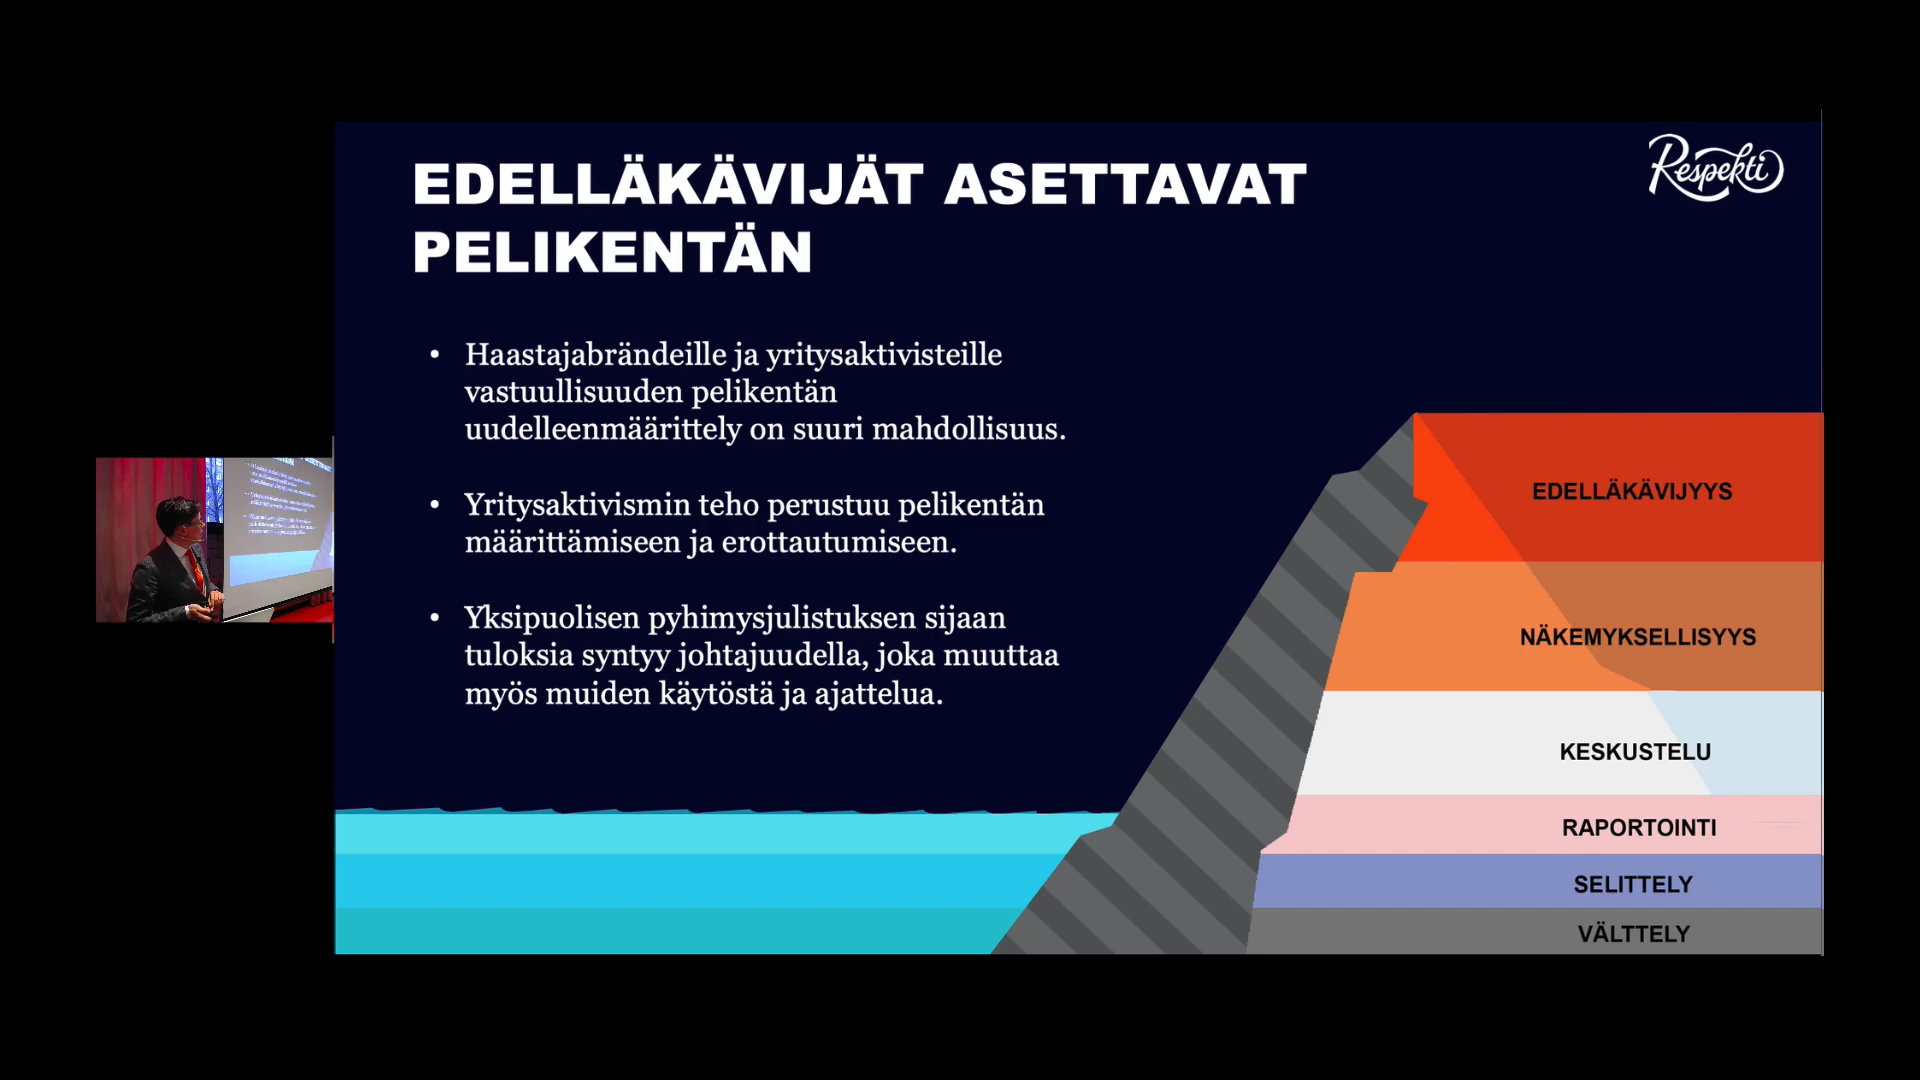 EDELLÄKÄVIJÄT ASETTAVAT
PELIKENTÄN
Respekti
• Haastajabrändeille ja yritysaktivisteille
vastuullisuuden pelikentän
uudelleenmäärittely on suuri mahdollisuus.
• Yritysaktivismin teho perustuu pelikentän
määrittämiseen ja erottautumiseen.
• Yksipuolisen pyhimysjulistuksen sijaan
tuloksia syntyy johtajuudella, joka muuttaa
myös muiden käytöstä ja ajattelua.
EDELLÄKÄVIJYYS
NÄKEMYKSELLISYYS
KESKUSTELU
RAPORTOINTI
SELITTELY
VÄLTTELY